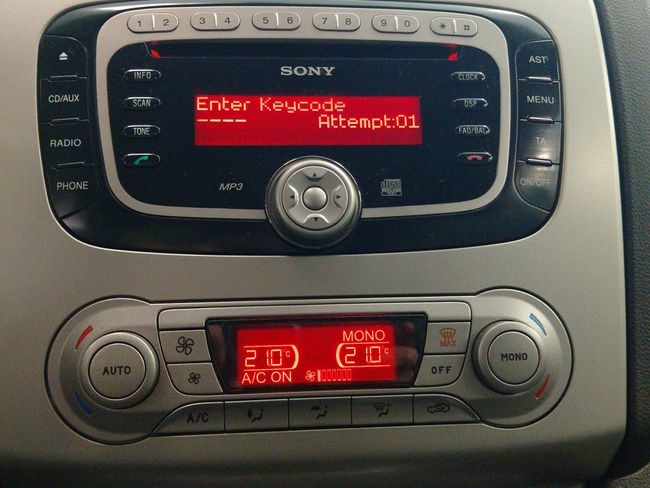 1 2 3 4 5 6 7 8 9 0 * #
SONY
AST
INFO
CLOCK
CD/AUX
MENU
SCAN
Enter Keycode
DSP
---- Attempt:01
RADIO
TONE
FAD/BAL
TA
PHONE
MP3
ON/OFF
MONO
MAX
21.0°C 21.0°C
AUTO
MONO
A/C ON
OFF
A/C